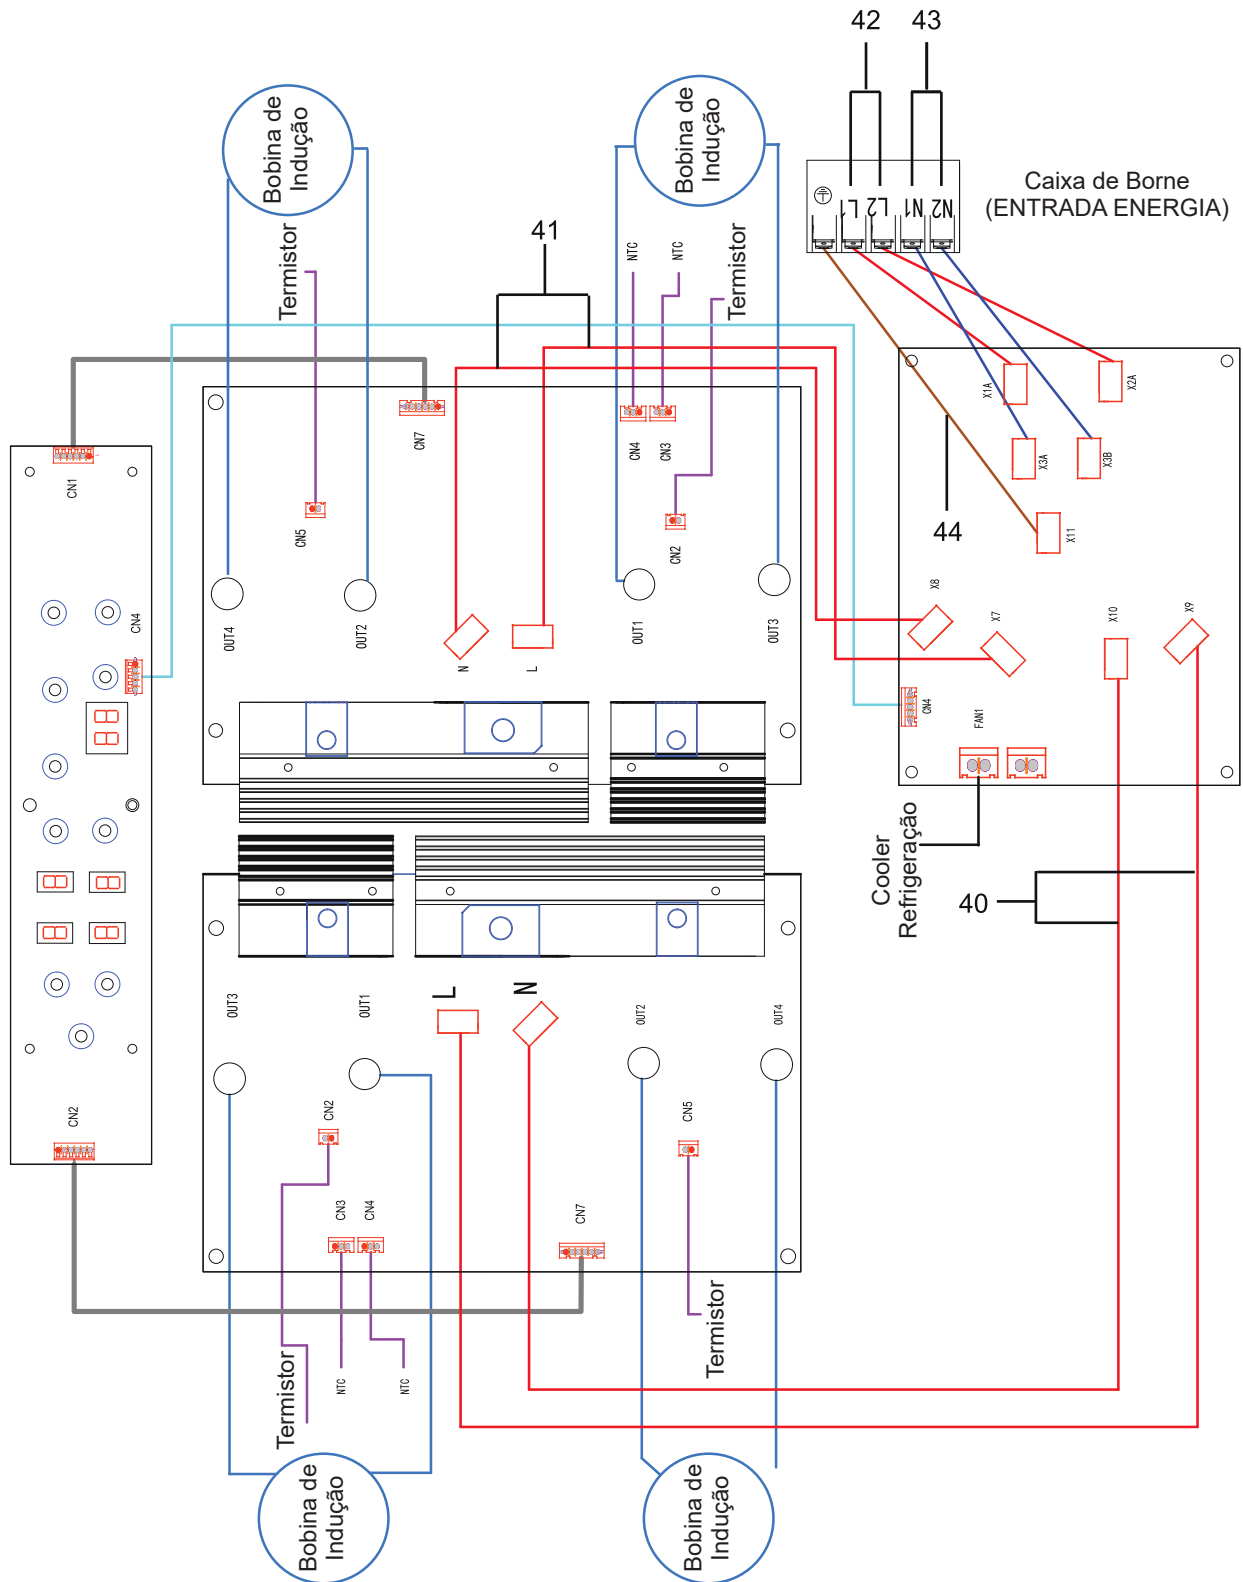 42
43
Bobina de
Indução
Bobina de
Indução
Caixa de Borne
(ENTRADA ENERGIA)
L1
L2
N1
N2
Termistor
41
NTC
NTC
Termistor
X1A
X2A
X3A
X3B
44
X11
CN1
CN7
CN4
CN3
CN5
CN2
CN4
OUT4
OUT2
OUT1
OUT3
N
L
X8
X7
X10
X9
CN4
FAN1
Cooler
Refrigeração
40
OUT3
OUT1
L
N
OUT2
OUT4
CN2
CN2
CN5
CN3
CN4
CN7
Termistor
NTC
NTC
Termistor
Bobina de
Indução
Bobina de
Indução